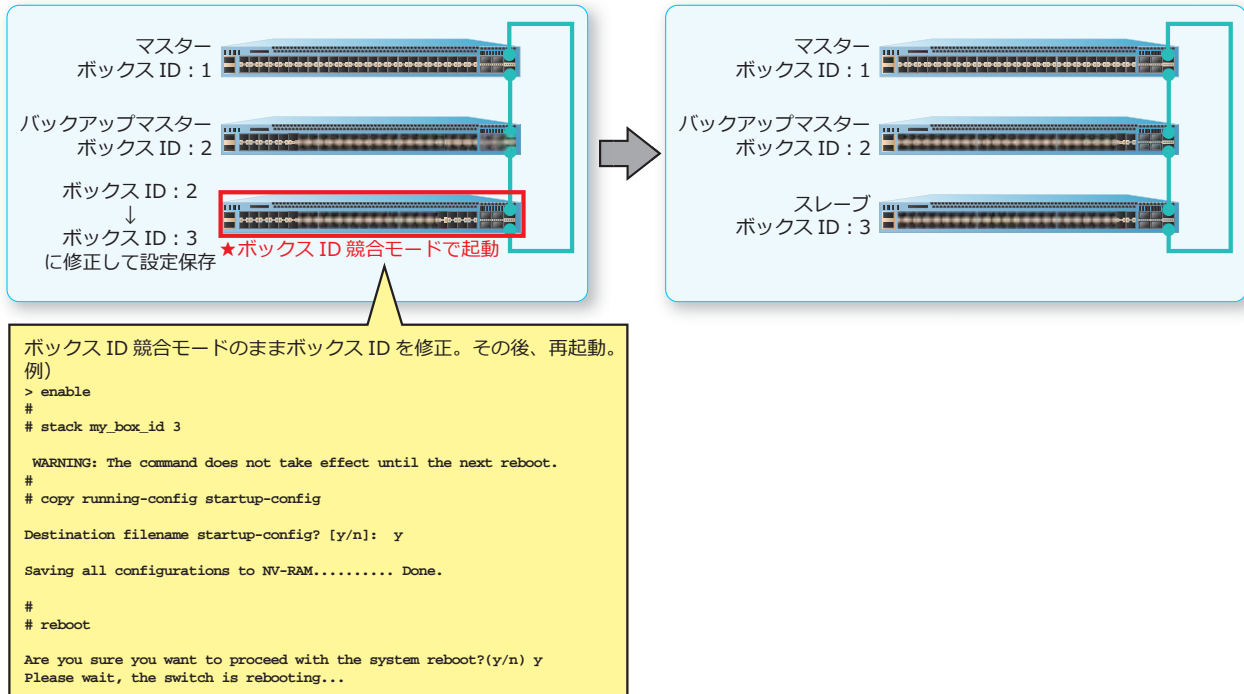 マスター
ボックス ID：1
バックアップマスター
ボックス ID：2
ボックス ID：2
↓
ボックス ID：3
に修正して設定保存
★ボックス ID 競合モードで起動
マスター
ボックス ID：1
バックアップマスター
ボックス ID：2
スレーブ
ボックス ID：3
ボックス ID 競合モードのままボックス ID を修正。その後、再起動。
例）
> enable
#
# stack my_box_id 3
WARNING: The command does not take effect until the next reboot.
#
# copy running-config startup-config
Destination filename startup-config? [y/n]:  y
Saving all configurations to NV-RAM.......... Done.
#
# reboot
Are you sure you want to proceed with the system reboot?(y/n) y
Please wait, the switch is rebooting...